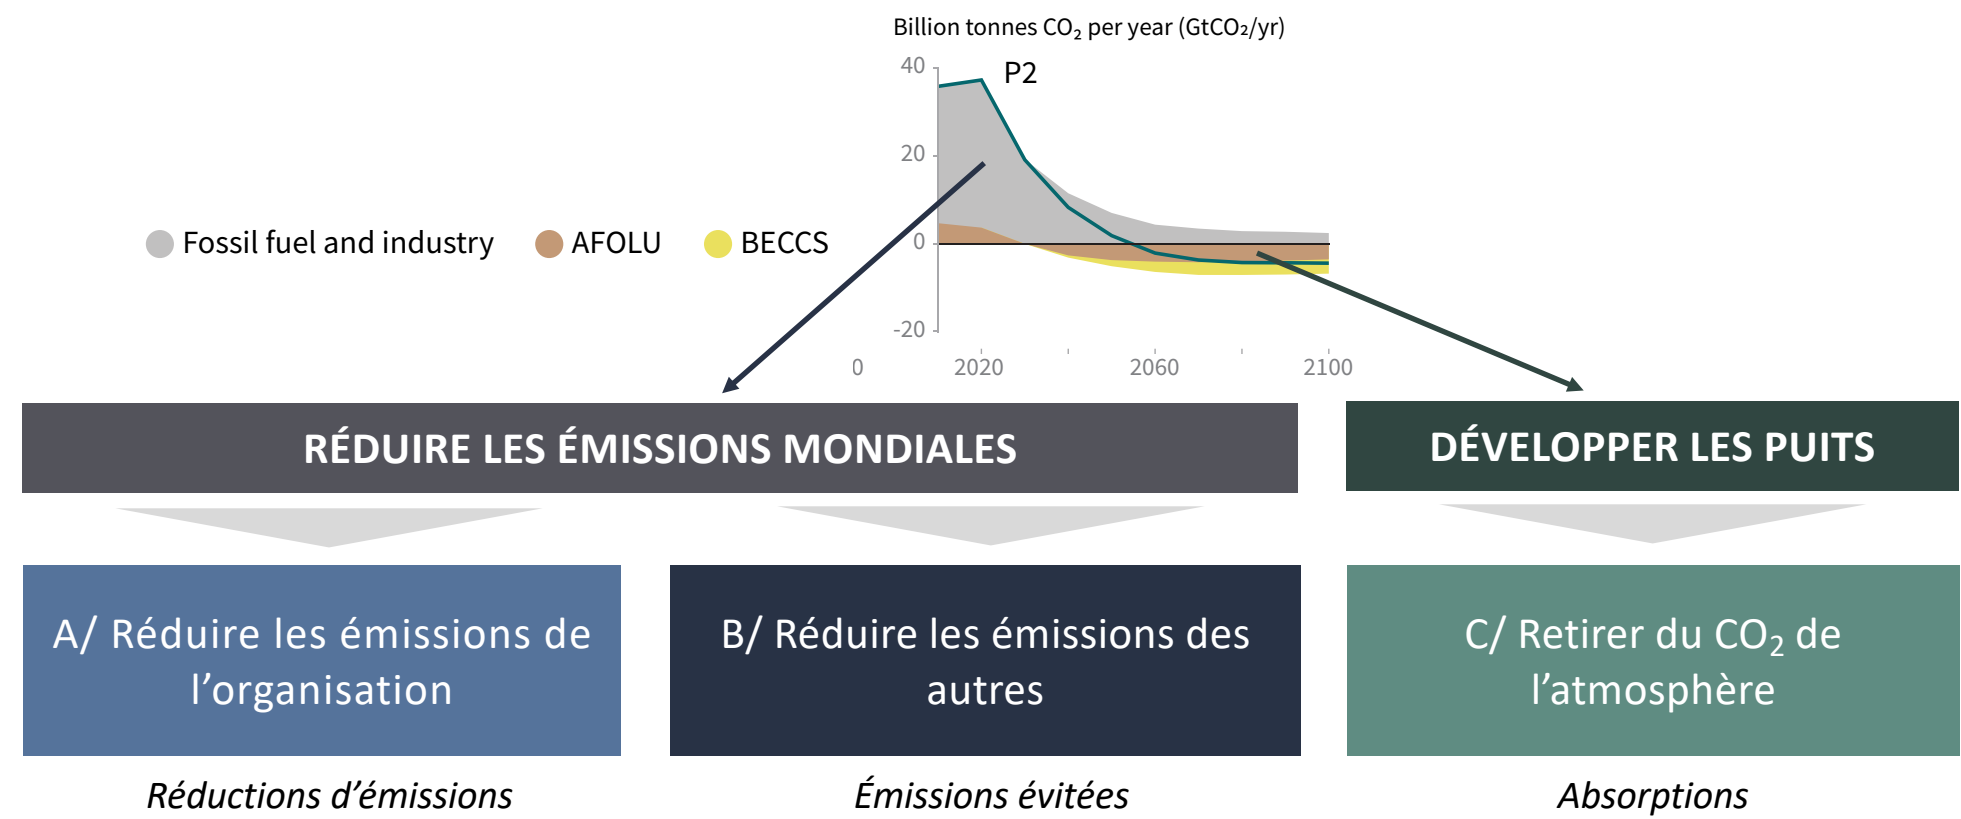 Billion tonnes CO₂ per year (GtCO₂/yr)
40
P2
20
Fossil fuel and industry
AFOLU
BECCS
0
-20
0
2020
2060
2100
RÉDUIRE LES ÉMISSIONS MONDIALES
DÉVELOPPER LES PUITS
A/ Réduire les émissions de
l’organisation
B/ Réduire les émissions des
autres
C/ Retirer du CO₂ de
l’atmosphère
Réductions d’émissions
Émissions évitées
Absorptions